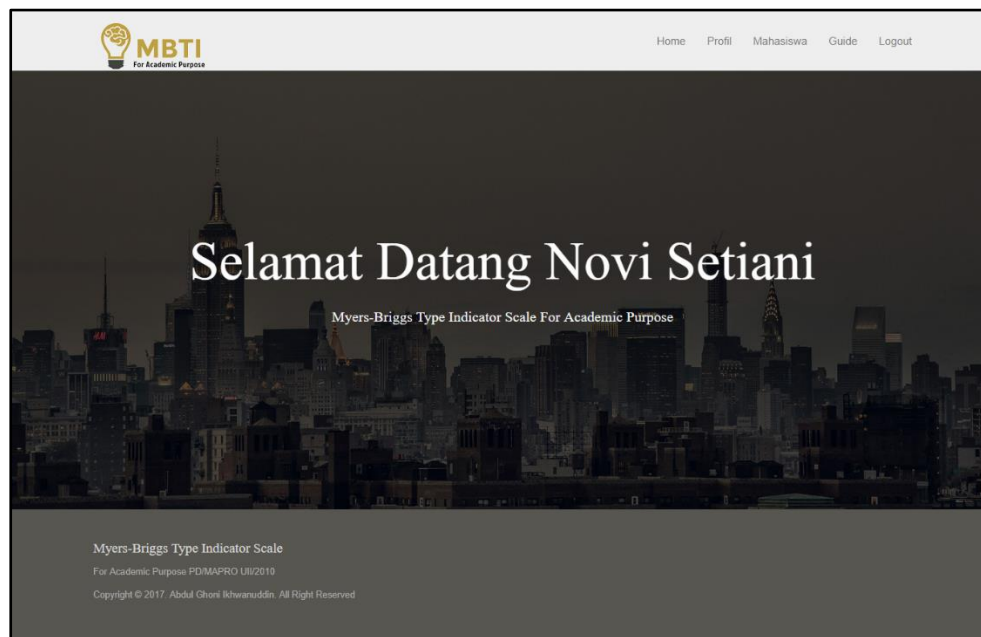 MBTI
For Academic Purpose
Home Profil Mahasiswa Guide Logout
Selamat Datang Novi Setiani
Myers-Briggs Type Indicator Scale For Academic Purpose
H&M
Myers-Briggs Type Indicator Scale
For Academic Purpose PD/MAPRO UII/2010
Copyright © 2017. Abdul Ghoni Ikhwanuddin. All Right Reserved